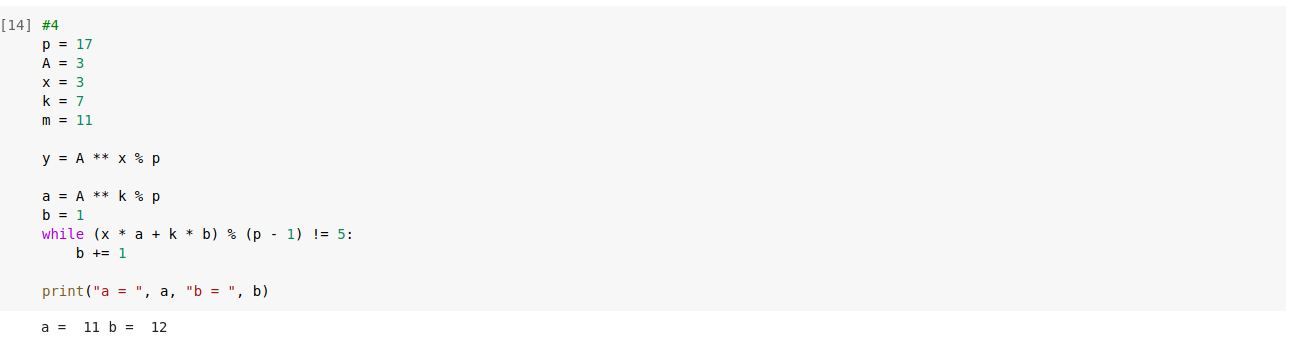 [14] #4
p = 17
A = 3
x = 3
k = 7
m = 11
y = A ** x % p
a = A ** k % p
b = 1
while (x * a + k * b) % (p - 1) != 5:
    b += 1
print("a = ", a, "b = ", b)
a =  11 b =  12